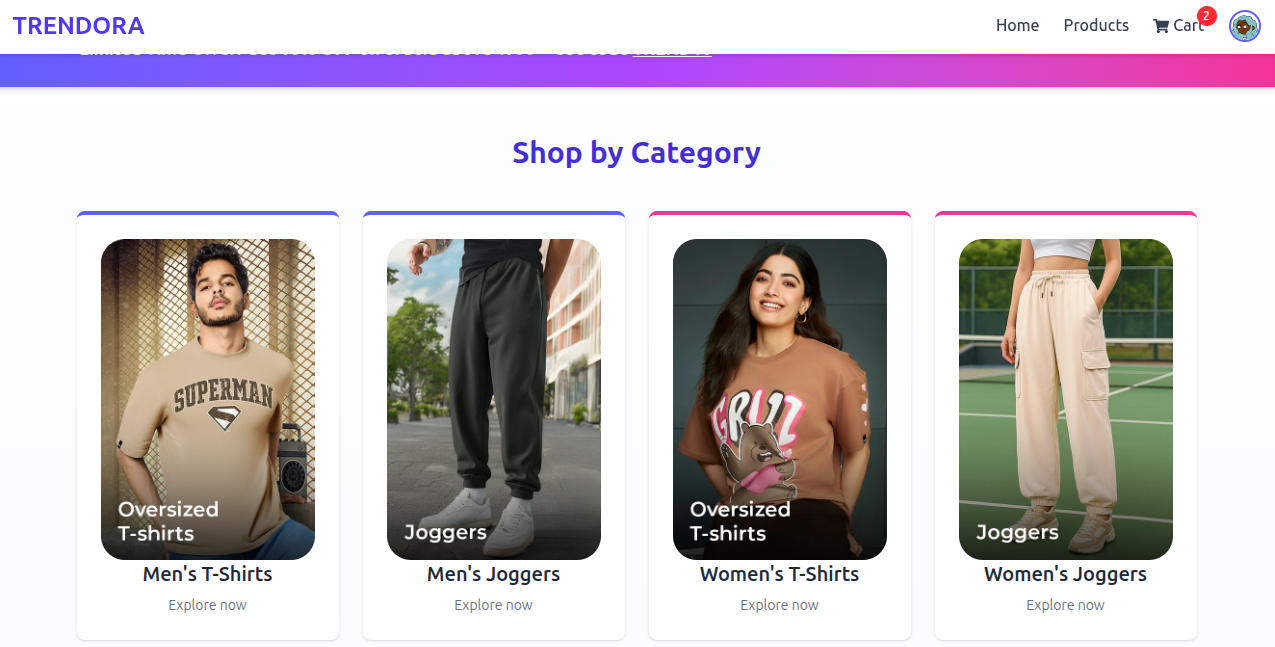 TRENDORA
Home
Products
Cart
2
Shop by Category
SUPERMAN
Oversized
T-shirts
Men's T-Shirts
Explore now
Joggers
Men's Joggers
Explore now
GRIZZ
Oversized
T-shirts
Women's T-Shirts
Explore now
Joggers
Women's Joggers
Explore now